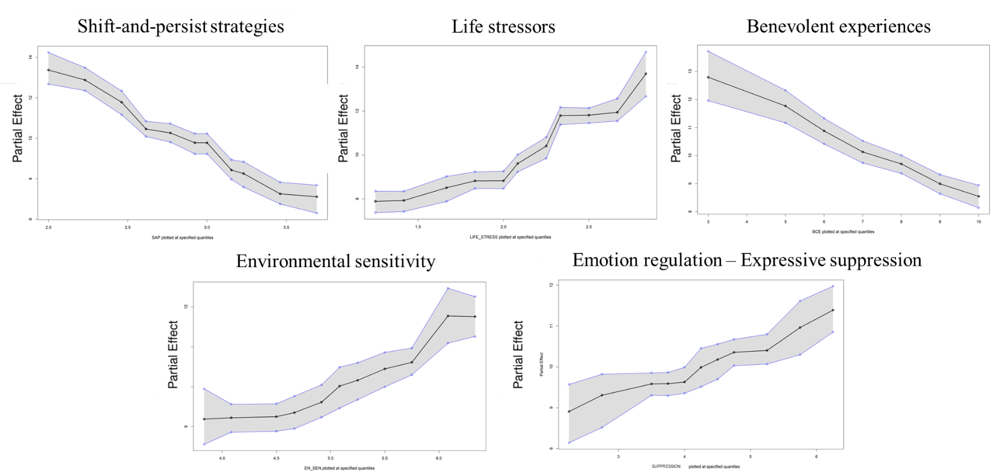 Shift-and-persist strategies
Life stressors
Benevolent experiences
Partial Effect
14
12
10
8
6
2.0 2.5 3.0 3.5
SAP plotted at specified quantiles
Partial Effect
14
12
10
8
1.5 2.0 2.5
LIFE_STRESS plotted at specified quantiles
Partial Effect
13
12
11
10
9
8
3 4 5 6 7 8 9 10
BCE plotted at specified quantiles
Environmental sensitivity
Emotion regulation – Expressive suppression
Partial Effect
12
9
4.0 4.5 5.0 5.5 6.0
EN_SEN plotted at specified quantiles
Partial Effect
Partial Effect
12
11
10
9
8
3 4 5 6
SUPPRESSION plotted at specified quantiles